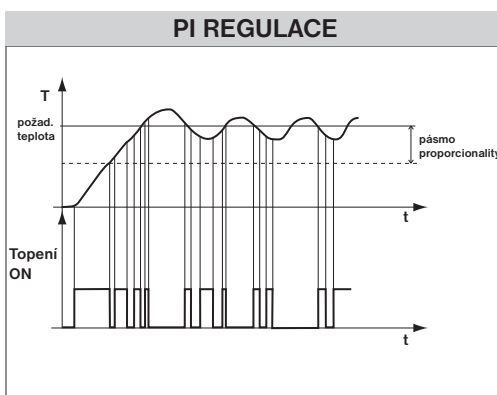 PI REGULACE
T
požad.
teplota
pásmo
proporcionality
t
Topení
ON
t